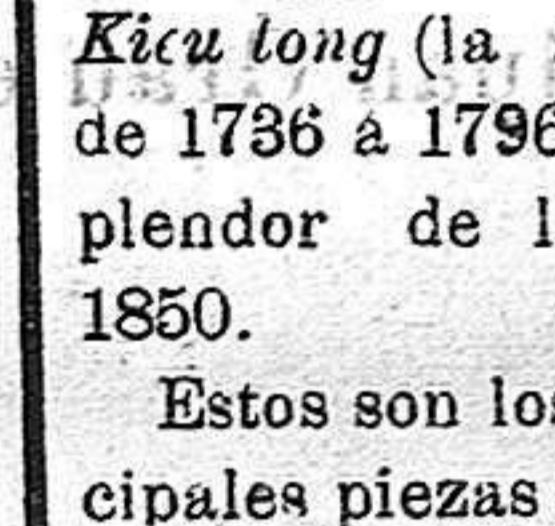 Kicu long (la
de 1736 á 1796
plendor de l
1850.
Estos son los
cipales piezas